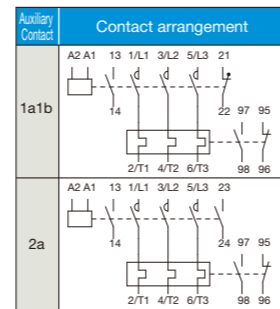 Auxiliary Contact
Contact arrangement
1a1b
A2 A1 13 1/L1 3/L2 5/L3 21
14 22 97 95
2/T1 4/T2 6/T3 98 96
2a
A2 A1 13 1/L1 3/L2 5/L3 23
14 24 97 95
2/T1 4/T2 6/T3 98 96